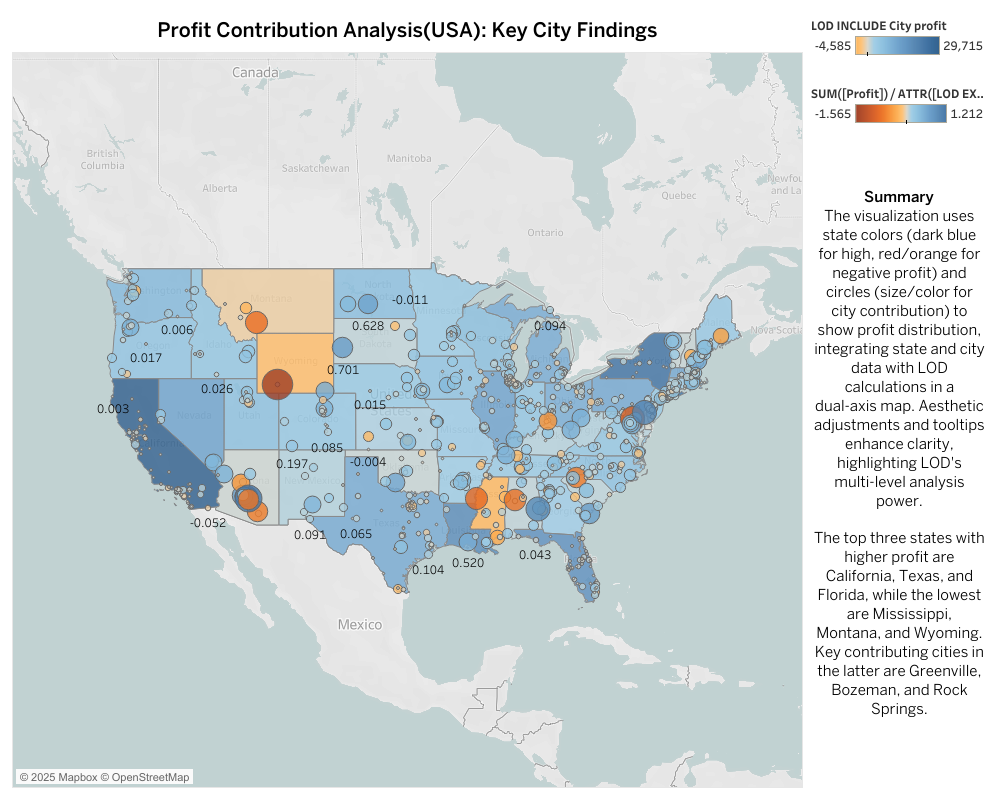 Profit Contribution Analysis(USA): Key City Findings
LOD INCLUDE City profit
-4,585 29,715
SUM([Profit]) / ATTR([LOD EX..
-1.565 1.212
Canada
British
Columbia
Alberta
Saskatchewan
Manitoba
Ontario
Quebec
Newfou
and La
Nova Scotia
North
Montana
Wyoming
Idaho
Nevada
Utah
Texas
-0.011
0.628
0.094
0.006
0.017
0.701
0.026
0.015
0.003
0.085
0.197
-0.004
-0.052
0.091
0.065
0.043
0.104
0.520
Mexico
© 2025 Mapbox © OpenStreetMap
Summary
The visualization uses
state colors (dark blue
for high, red/orange for
negative profit) and
circles (size/color for
city contribution) to
show profit distribution,
integrating state and city
data with LOD
calculations in a
dual-axis map. Aesthetic
adjustments and tooltips
enhance clarity,
highlighting LOD's
multi-level analysis
power.
The top three states with
higher profit are
California, Texas, and
Florida, while the lowest
are Mississippi,
Montana, and Wyoming.
Key contributing cities in
the latter are Greenville,
Bozeman, and Rock
Springs.